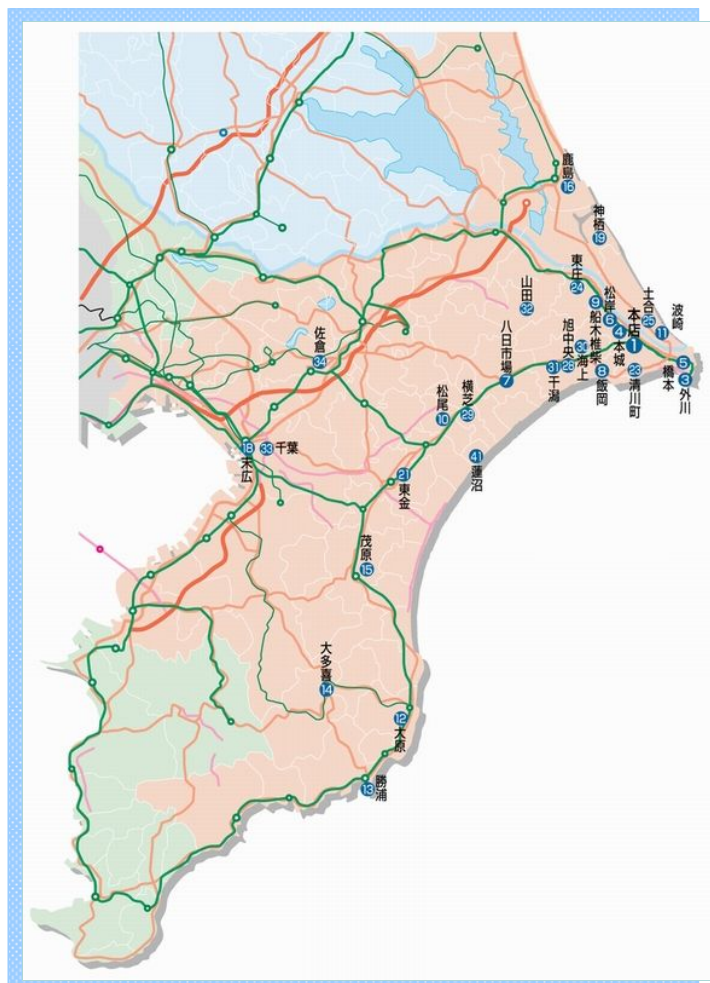 鹿島
16
神栖
19
東庄
24
山田
32
松岸
6
9
船木椎柴
土合
25
波崎
11
本店
1
4
本城
橋本
5
3
外川
23
清川町
8
飯岡
30
海上
旭中央
28
31
干潟
八日市場
7
横芝
29
松尾
10
佐倉
34
18
末広
33 千葉
41
蓮沼
21
東金
茂原
15
大多喜
14
12
大原
13
勝浦